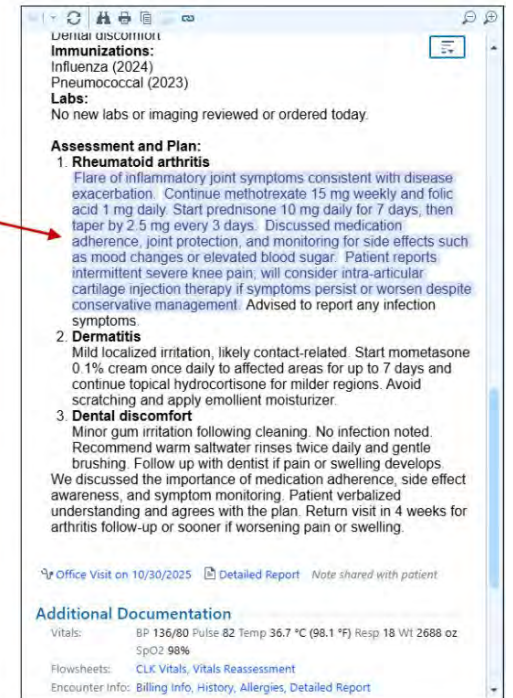 Dental discomfort
Immunizations:
Influenza (2024)
Pneumococcal (2023)
Labs:
No new labs or imaging reviewed or ordered today.
Assessment and Plan:
1. Rheumatoid arthritis
Flare of inflammatory joint symptoms consistent with disease
exacerbation. Continue methotrexate 15 mg weekly and folic
acid 1 mg daily. Start prednisone 10 mg daily for 7 days, then
taper by 2.5 mg every 3 days. Discussed medication
adherence, joint protection, and monitoring for side effects such
as mood changes or elevated blood sugar. Patient reports
intermittent severe knee pain; will consider intra-articular
cartilage injection therapy if symptoms persist or worsen despite
conservative management. Advised to report any infection
symptoms.
2. Dermatitis
Mild localized irritation, likely contact-related. Start mometasone
0.1% cream once daily to affected areas for up to 7 days and
continue topical hydrocortisone for milder regions. Avoid
scratching and apply emollient moisturizer.
3. Dental discomfort
Minor gum irritation following cleaning. No infection noted.
Recommend warm saltwater rinses twice daily and gentle
brushing. Follow up with dentist if pain or swelling develops.
We discussed the importance of medication adherence, side effect
awareness, and symptom monitoring. Patient verbalized
understanding and agrees with the plan. Return visit in 4 weeks for
arthritis follow-up or sooner if worsening pain or swelling.
Office Visit on 10/30/2025 Detailed Report Note shared with patient
Additional Documentation
Vitals: BP 136/80 Pulse 82 Temp 36.7 °C (98.1 °F) Resp 18 Wt 2688 oz
SpO2 98%
Flowsheets: CLK Vitals, Vitals Reassessment
Encounter Info: Billing Info, History, Allergies, Detailed Report